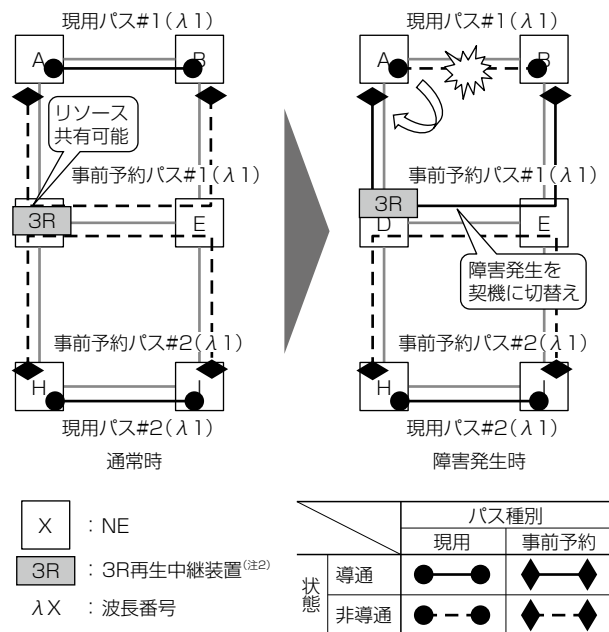 現用パス#1(λ1)
A
B
リソース
共有可能
事前予約パス#1(λ1)
3R
E
事前予約パス#2(λ1)
H
I
現用パス#2(λ1)
通常時
現用パス#1(λ1)
A
B
事前予約パス#1(λ1)
3R
D
E
障害発生を
契機に切替え
事前予約パス#2(λ1)
H
I
現用パス#2(λ1)
障害発生時
X :NE
3R :3R再生中継装置(注2)
λX :波長番号
パス種別
現用 事前予約
状態
導通
非導通